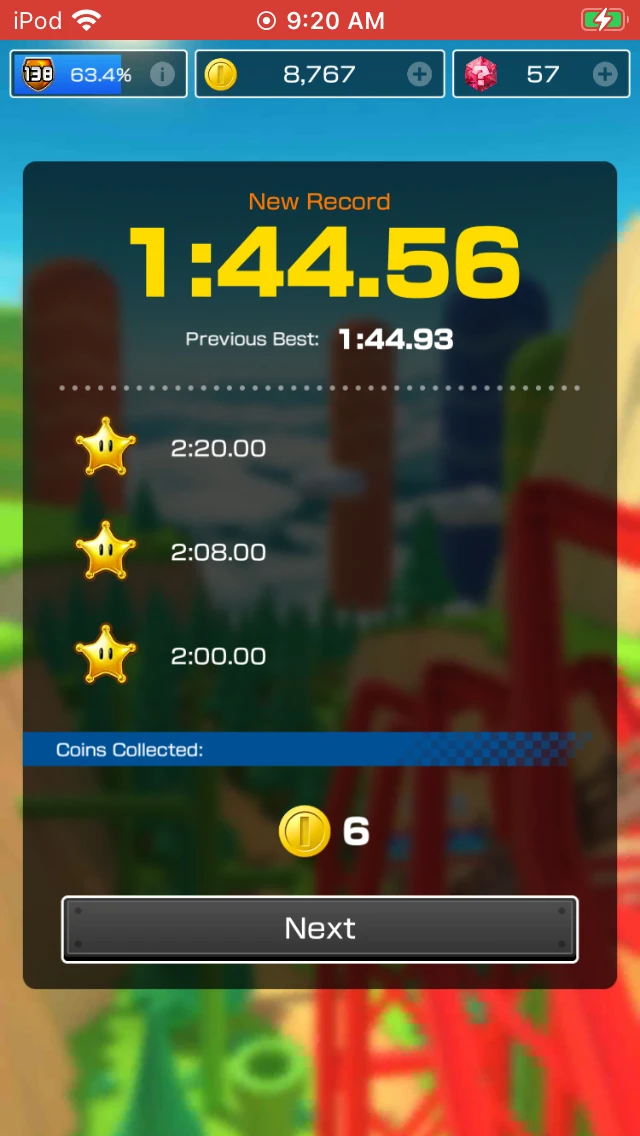 iPod 9:20 AM
138 63.4% i 8,767 + ? 57 +
New Record
1:44.56
Previous Best: 1:44.93
2:20.00
2:08.00
2:00.00
Coins Collected:
6
Next